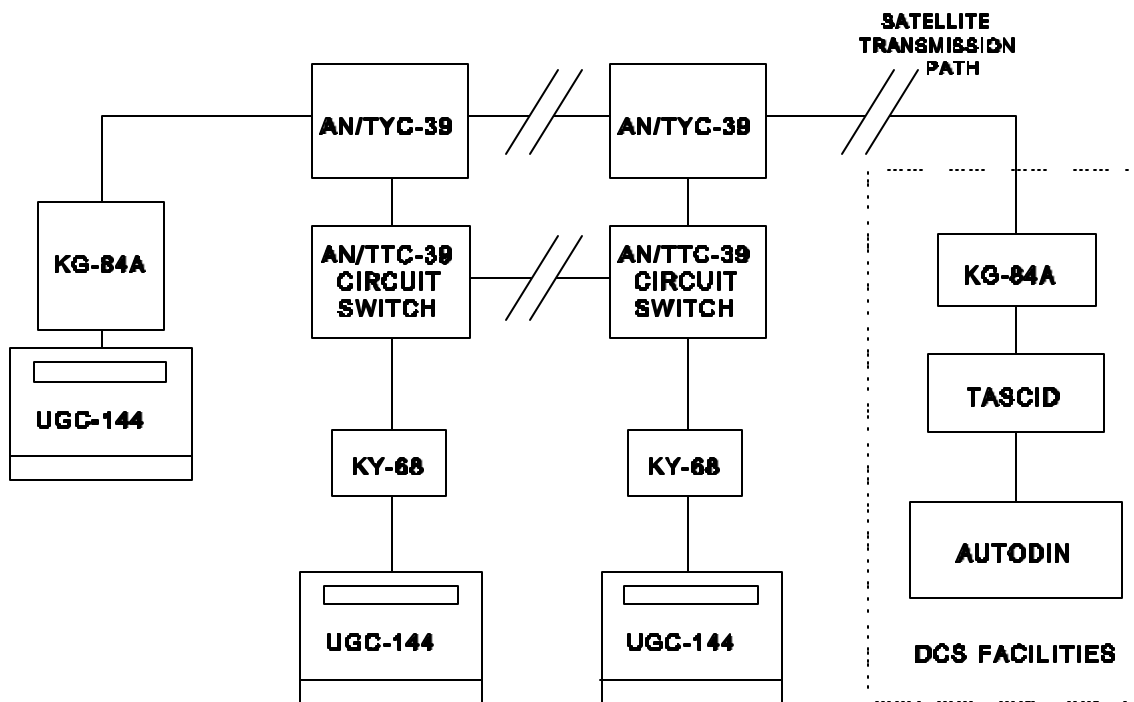 SATELLITE
TRANSMISSION
PATH
AN/TYC-39
AN/TYC-39
KG-84A
AN/TTC-39
CIRCUIT
SWITCH
AN/TTC-39
CIRCUIT
SWITCH
KG-84A
UGC-144
TASCID
KY-68
KY-68
AUTODIN
UGC-144
UGC-144
DCS FACILITIES